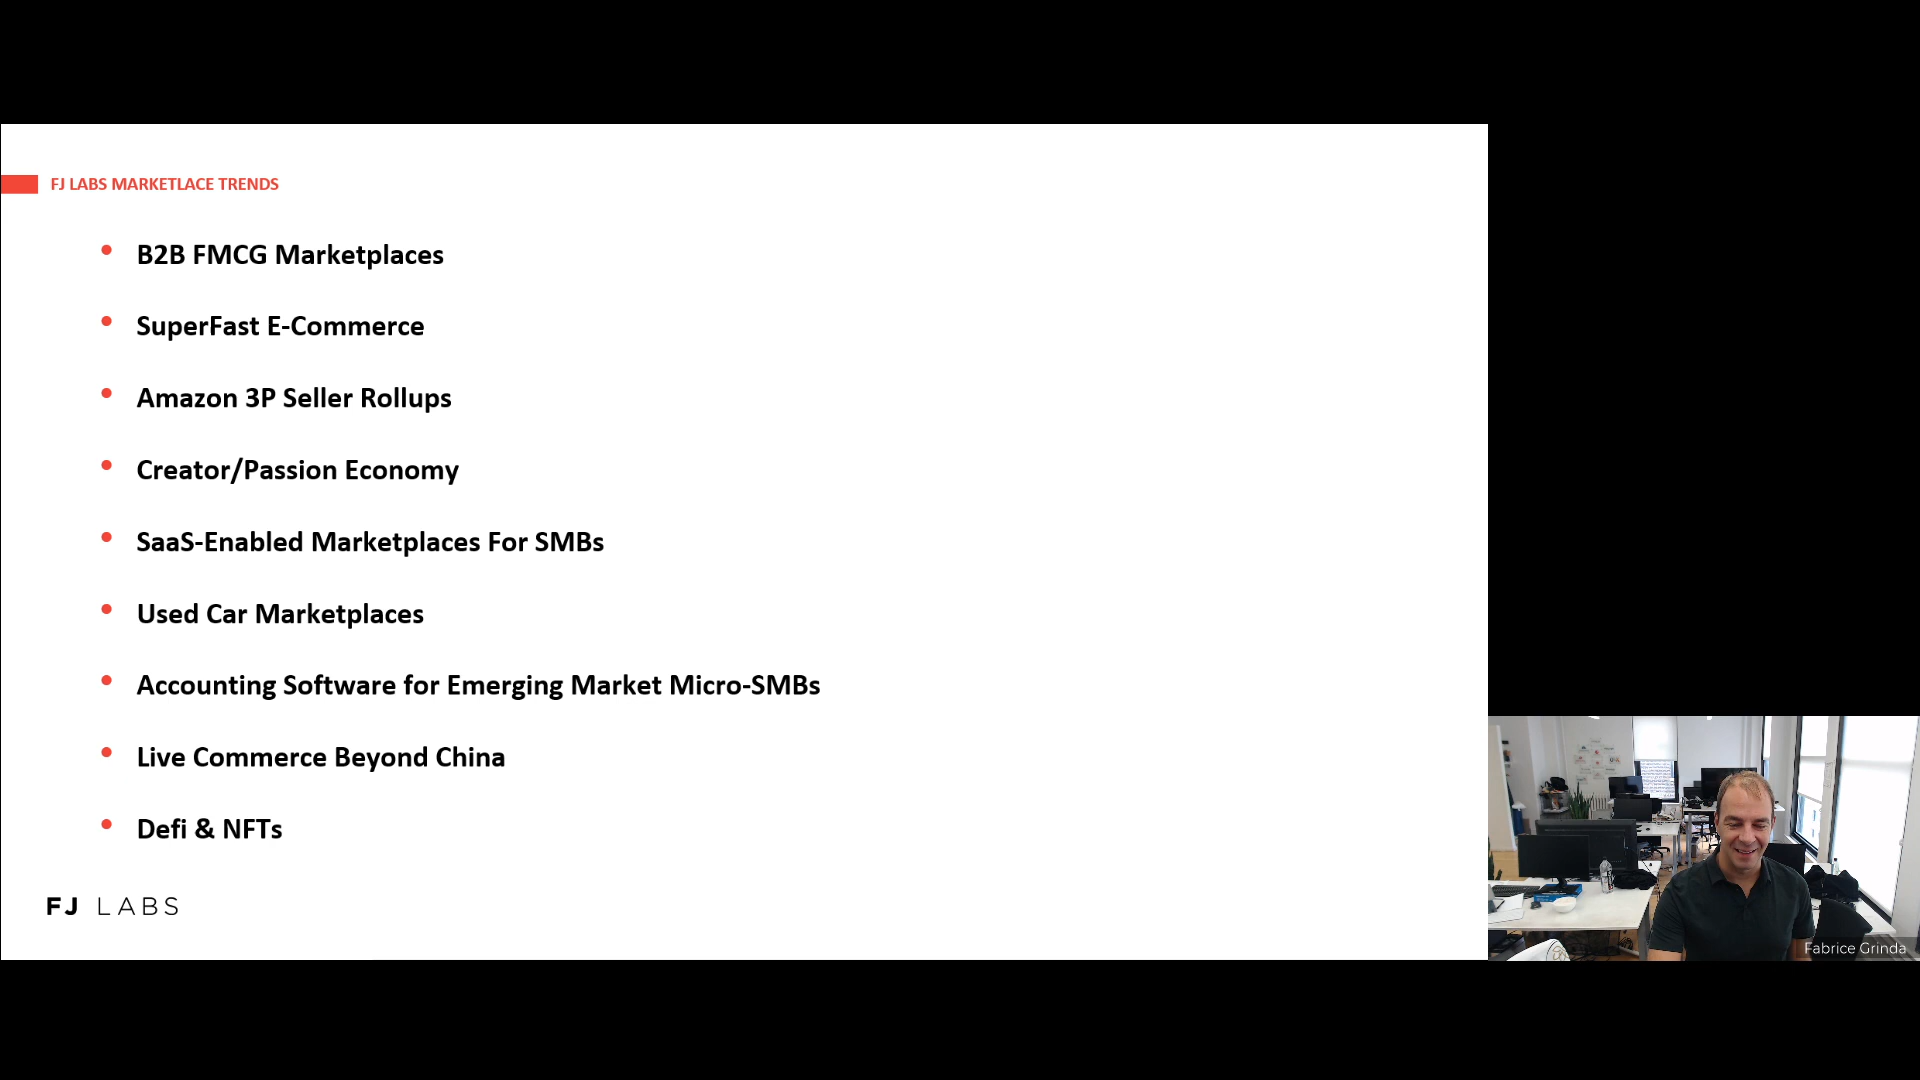 FJ LABS MARKETLACE TRENDS
• B2B FMCG Marketplaces
• SuperFast E-Commerce
• Amazon 3P Seller Rollups
• Creator/Passion Economy
• SaaS-Enabled Marketplaces For SMBs
• Used Car Marketplaces
• Accounting Software for Emerging Market Micro-SMBs
• Live Commerce Beyond China
• Defi & NFTs
FJ LABS
Fabrice Grinda